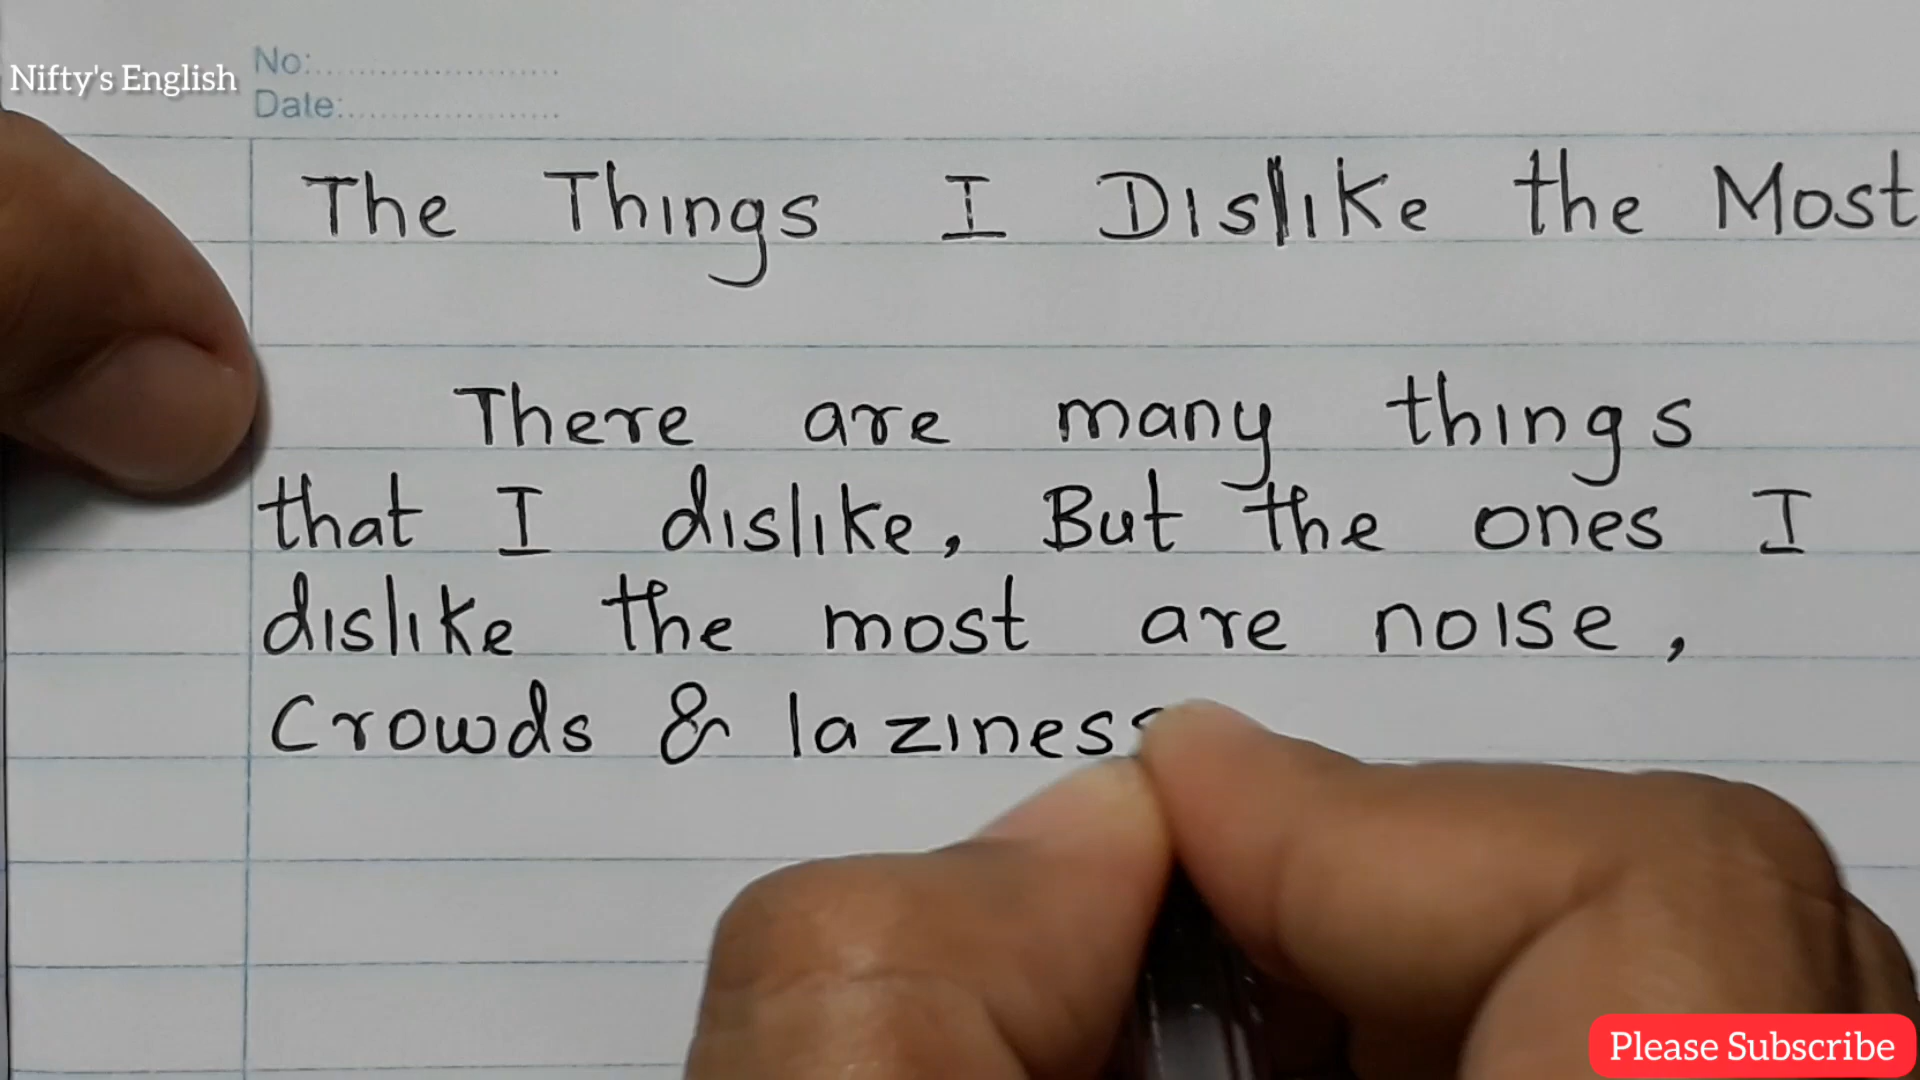 Nifty's English
No:......................
Date:....................
The Things I Dislike the Most
There are many things
that I dislike, But the ones I
dislike the most are noise,
Crowds & laziness
Please Subscribe